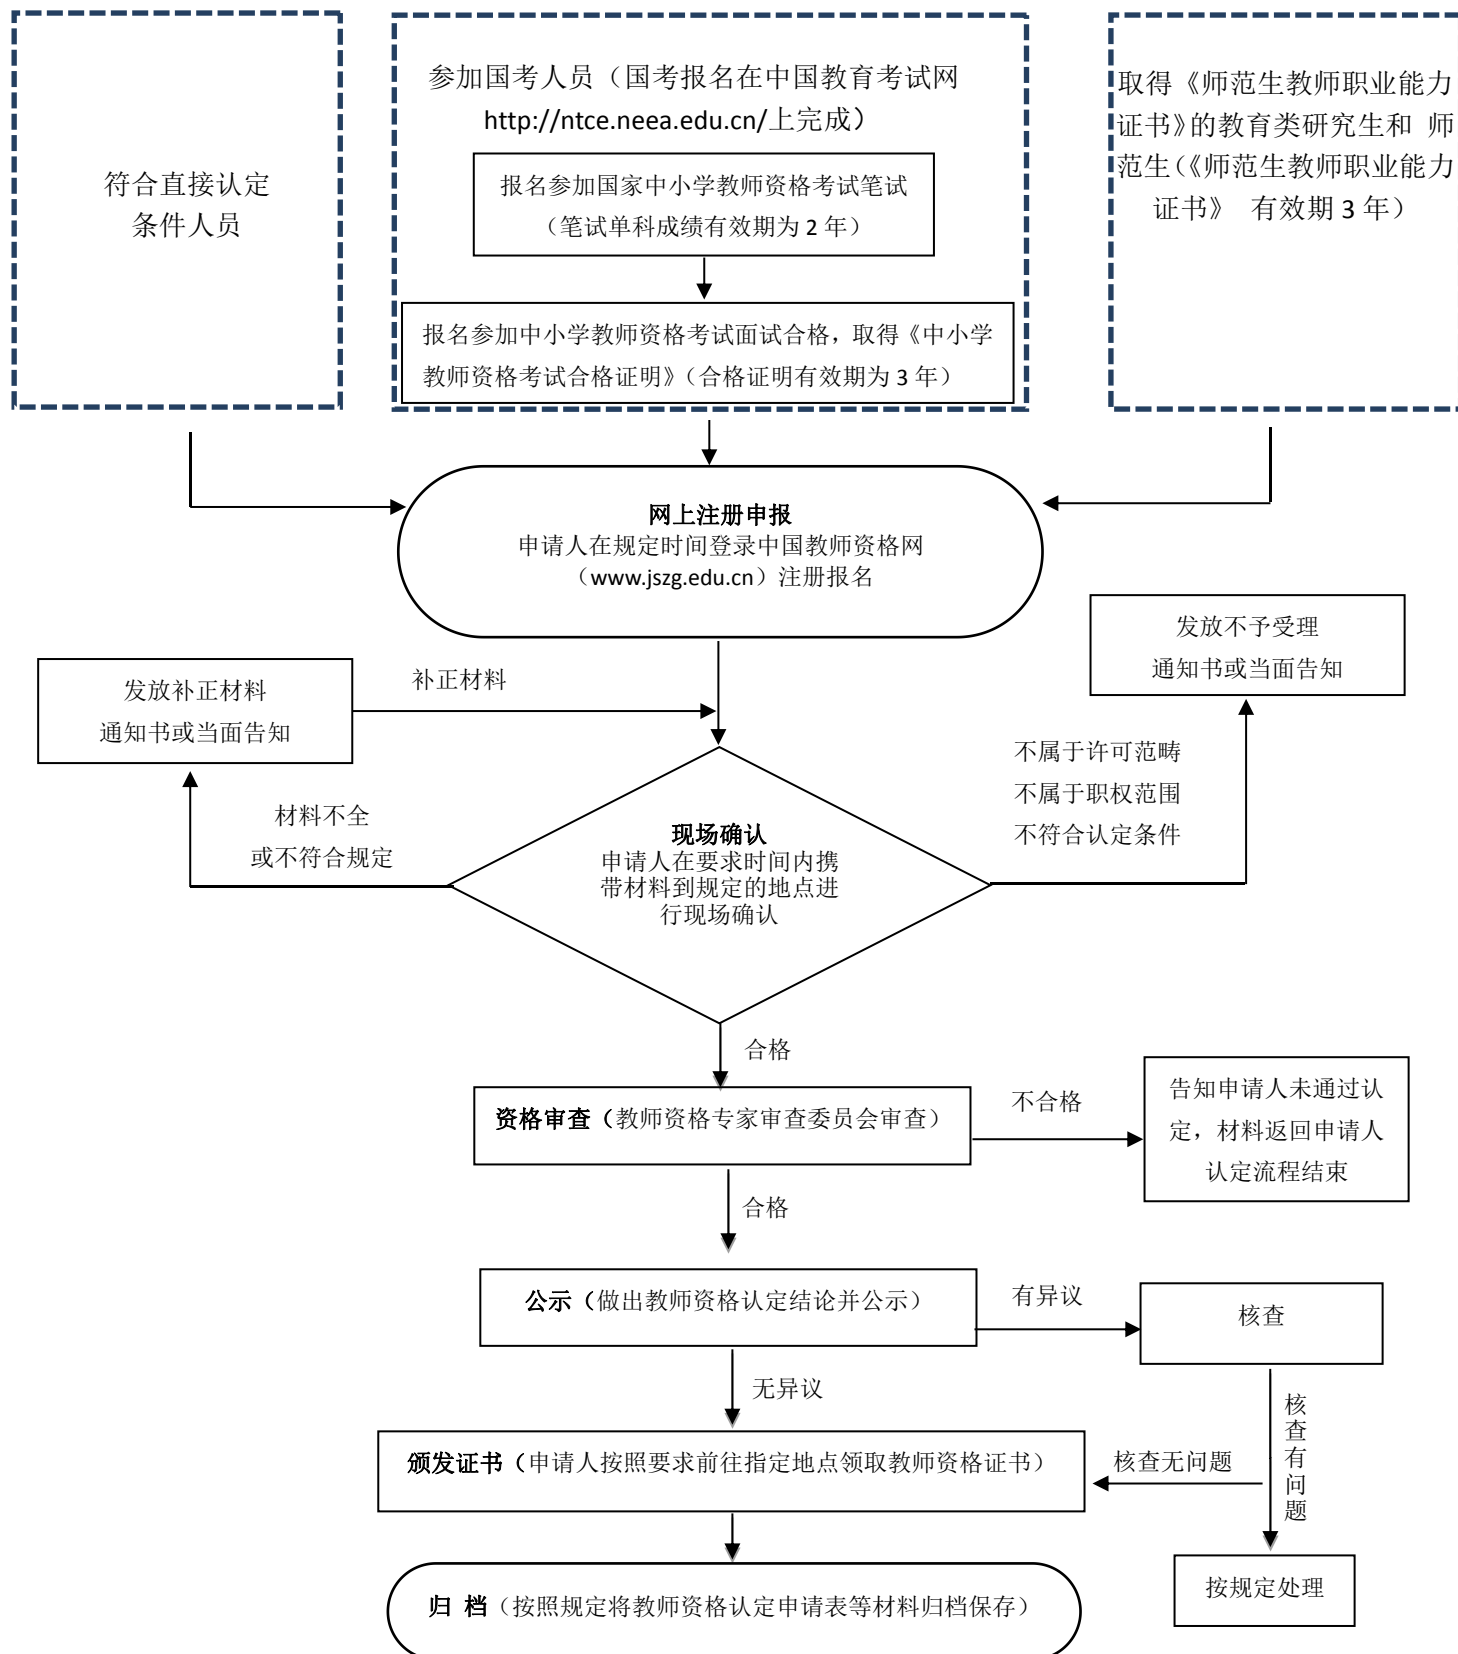 符合直接认定
条件人员
参加国考人员（国考报名在中国教育考试网
http://ntce.neea.edu.cn/上完成）
报名参加国家中小学教师资格考试笔试
（笔试单科成绩有效期为 2 年）
报名参加中小学教师资格考试面试合格，取得《中小学
教师资格考试合格证明》（合格证明有效期为 3 年）
取得《师范生教师职业能力
证书》的教育类研究生和 师
范生（《师范生教师职业能力
证书》 有效期 3 年）
网上注册申报
申请人在规定时间登录中国教师资格网
（www.jszg.edu.cn）注册报名
发放补正材料
通知书或当面告知
补正材料
发放不予受理
通知书或当面告知
材料不全
或不符合规定
不属于许可范畴
不属于职权范围
不符合认定条件
现场确认
申请人在要求时间内携
带材料到规定的地点进
行现场确认
合格
资格审查（教师资格专家审查委员会审查）
不合格
告知申请人未通过认
定，材料返回申请人
认定流程结束
合格
公示（做出教师资格认定结论并公示）
有异议
核查
无异议
颁发证书（申请人按照要求前往指定地点领取教师资格证书）
核查无问题
核查有问题
归 档（按照规定将教师资格认定申请表等材料归档保存）
按规定处理